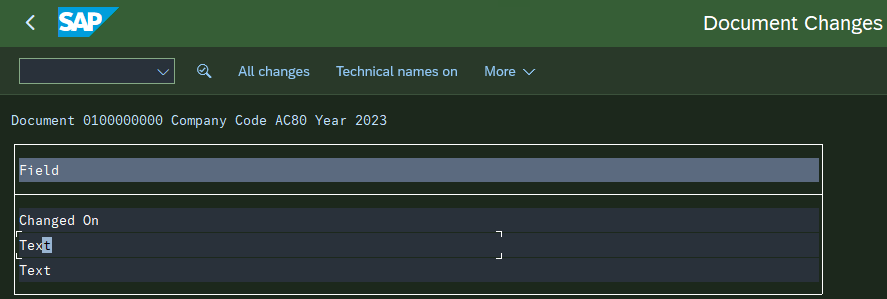 SAP
Document Changes
All changes Technical names on More
Document 0100000000 Company Code AC80 Year 2023
Field
Changed On
Text
Text